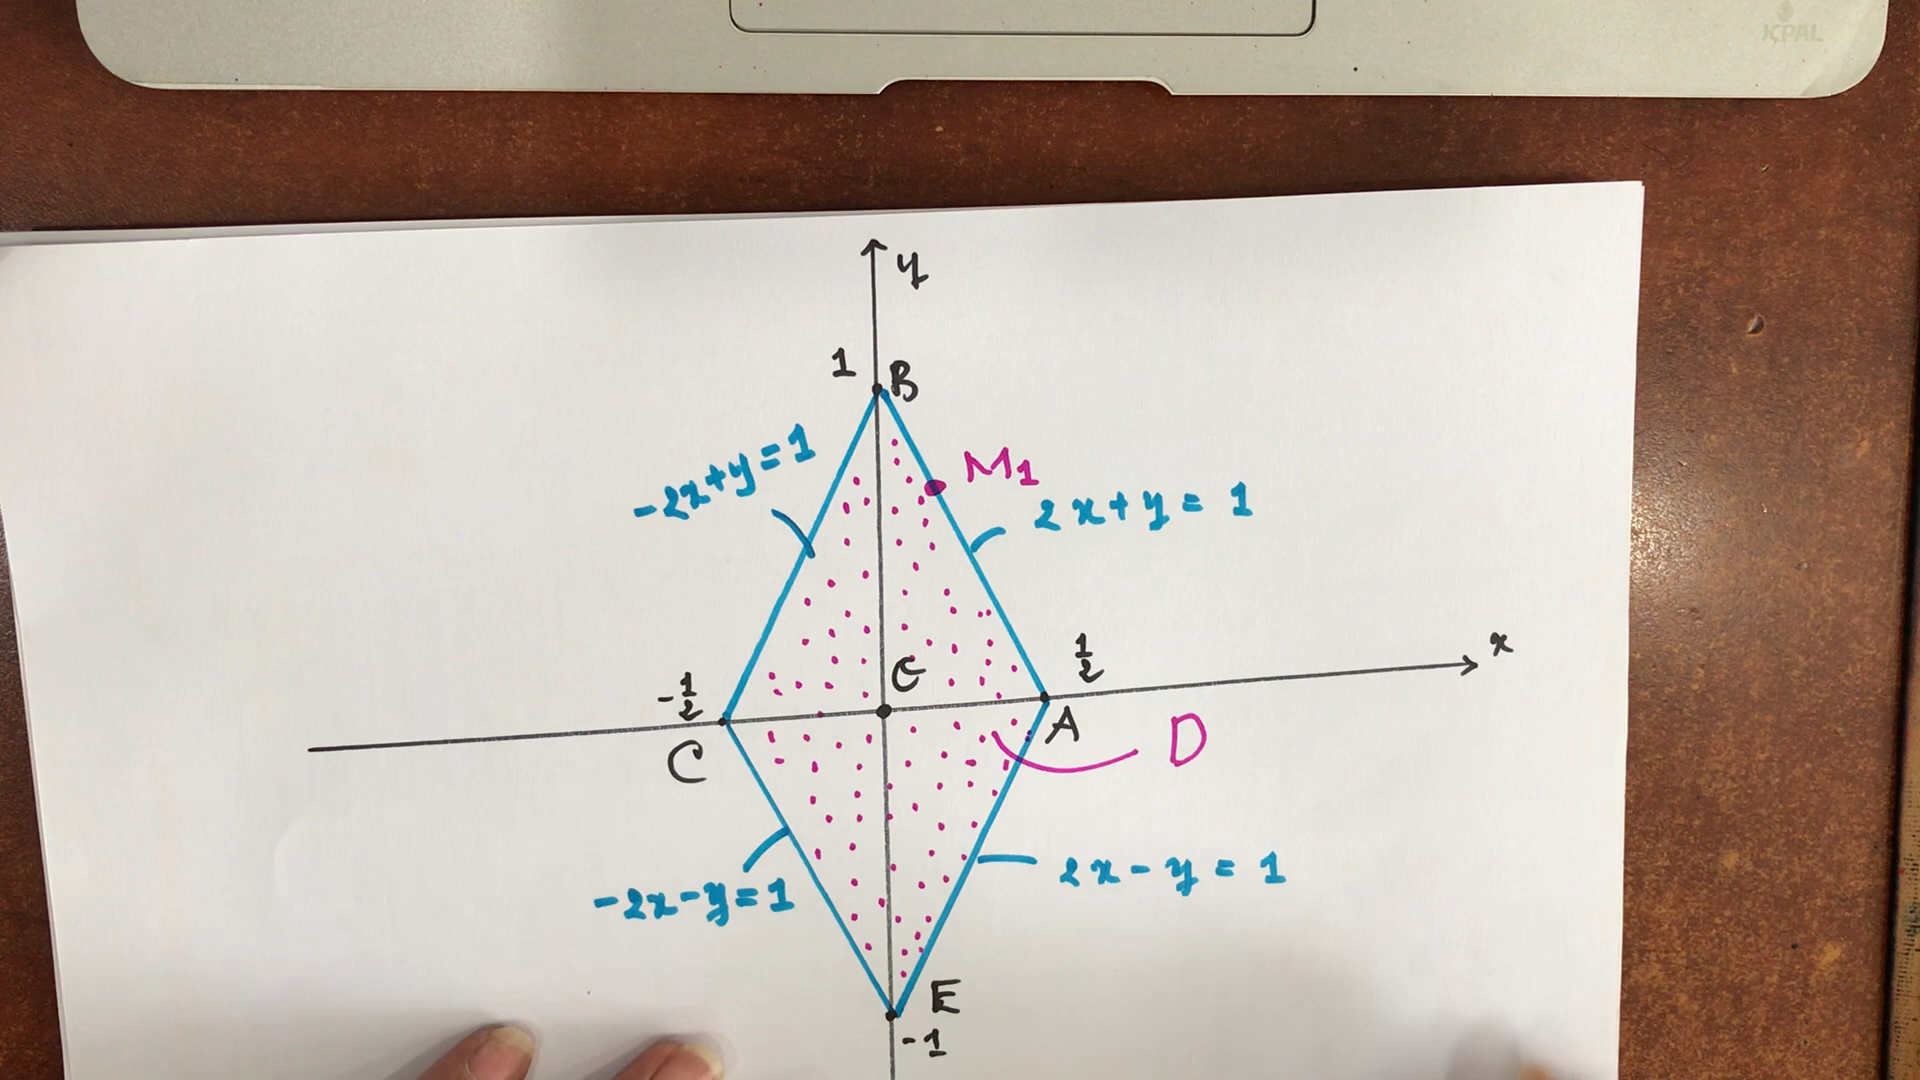 JCPAL
y
1 B
-2x+y=1
M1
2x+y=1
x
1/2
-1/2
O
A
C
D
-2x-y=1
2x-y=1
E
-1